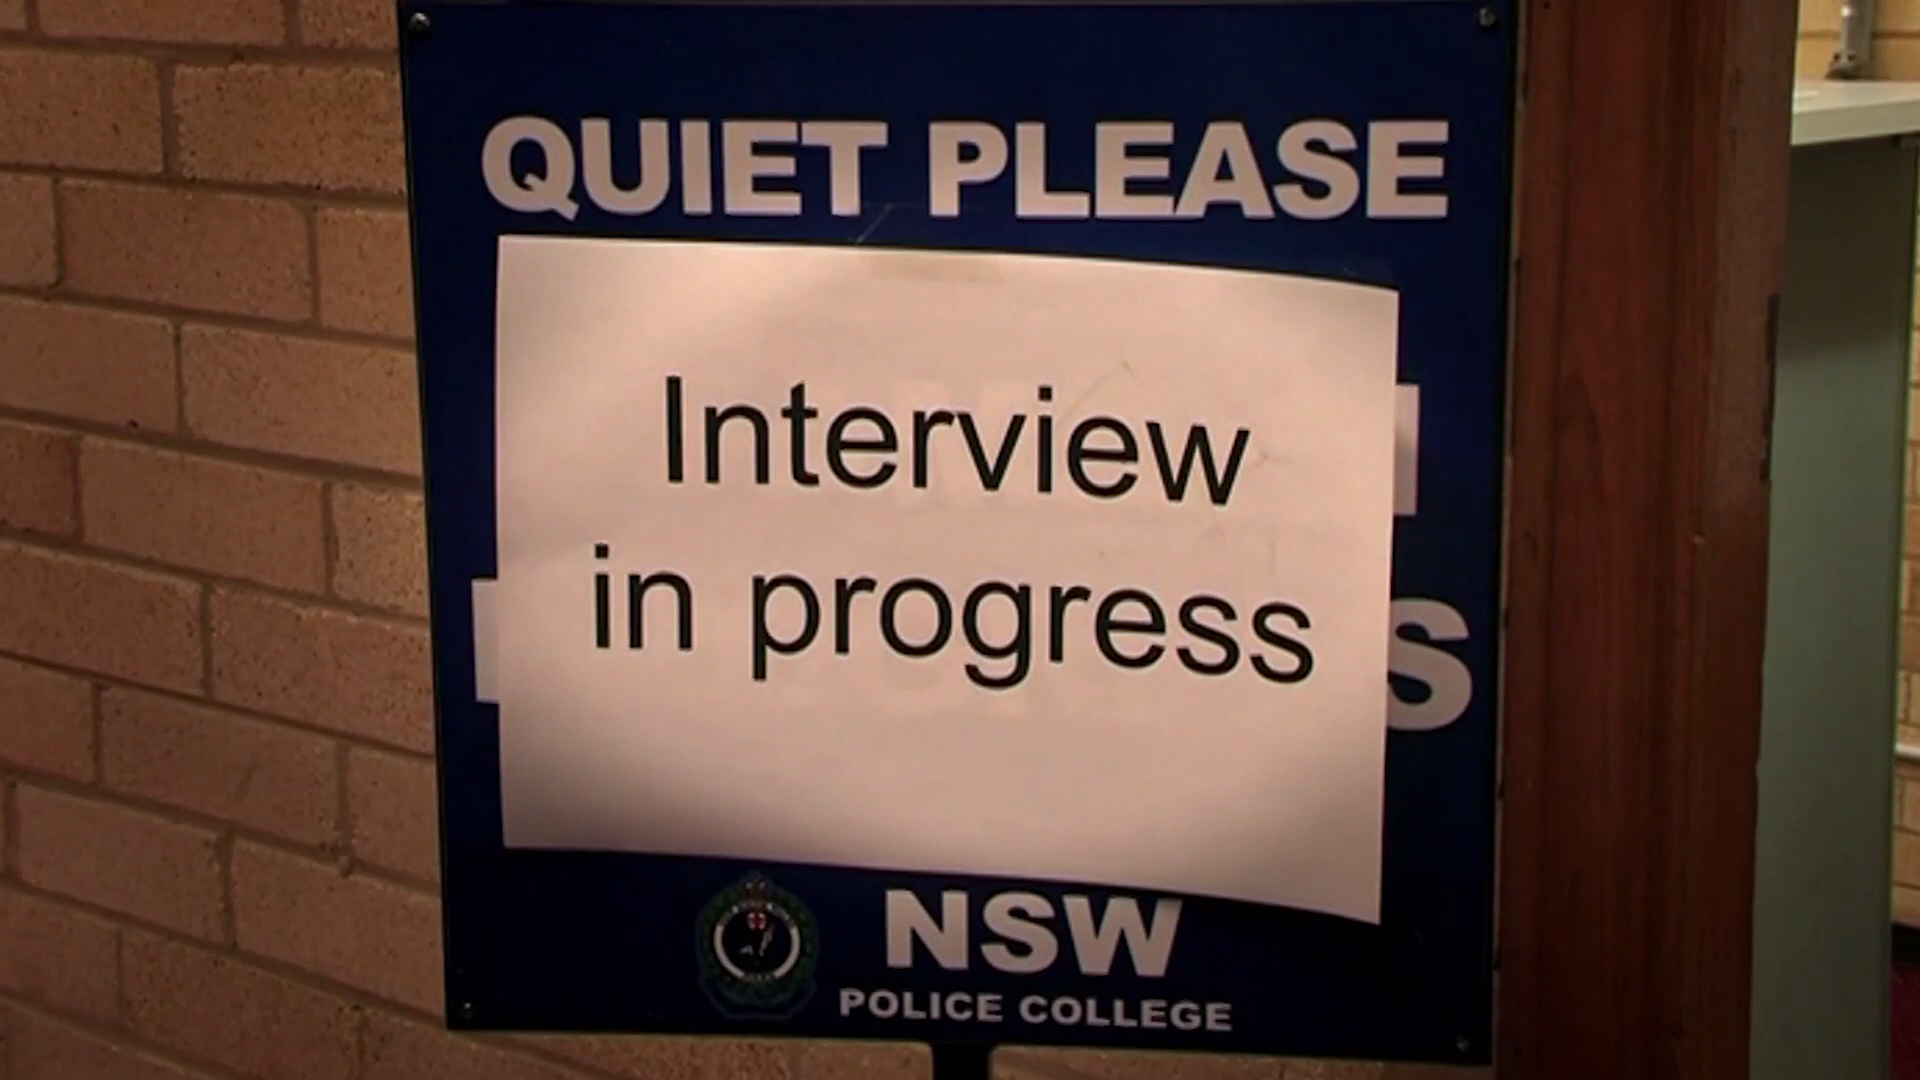 QUIET PLEASE
Interview
in progress
S
NSW
POLICE COLLEGE